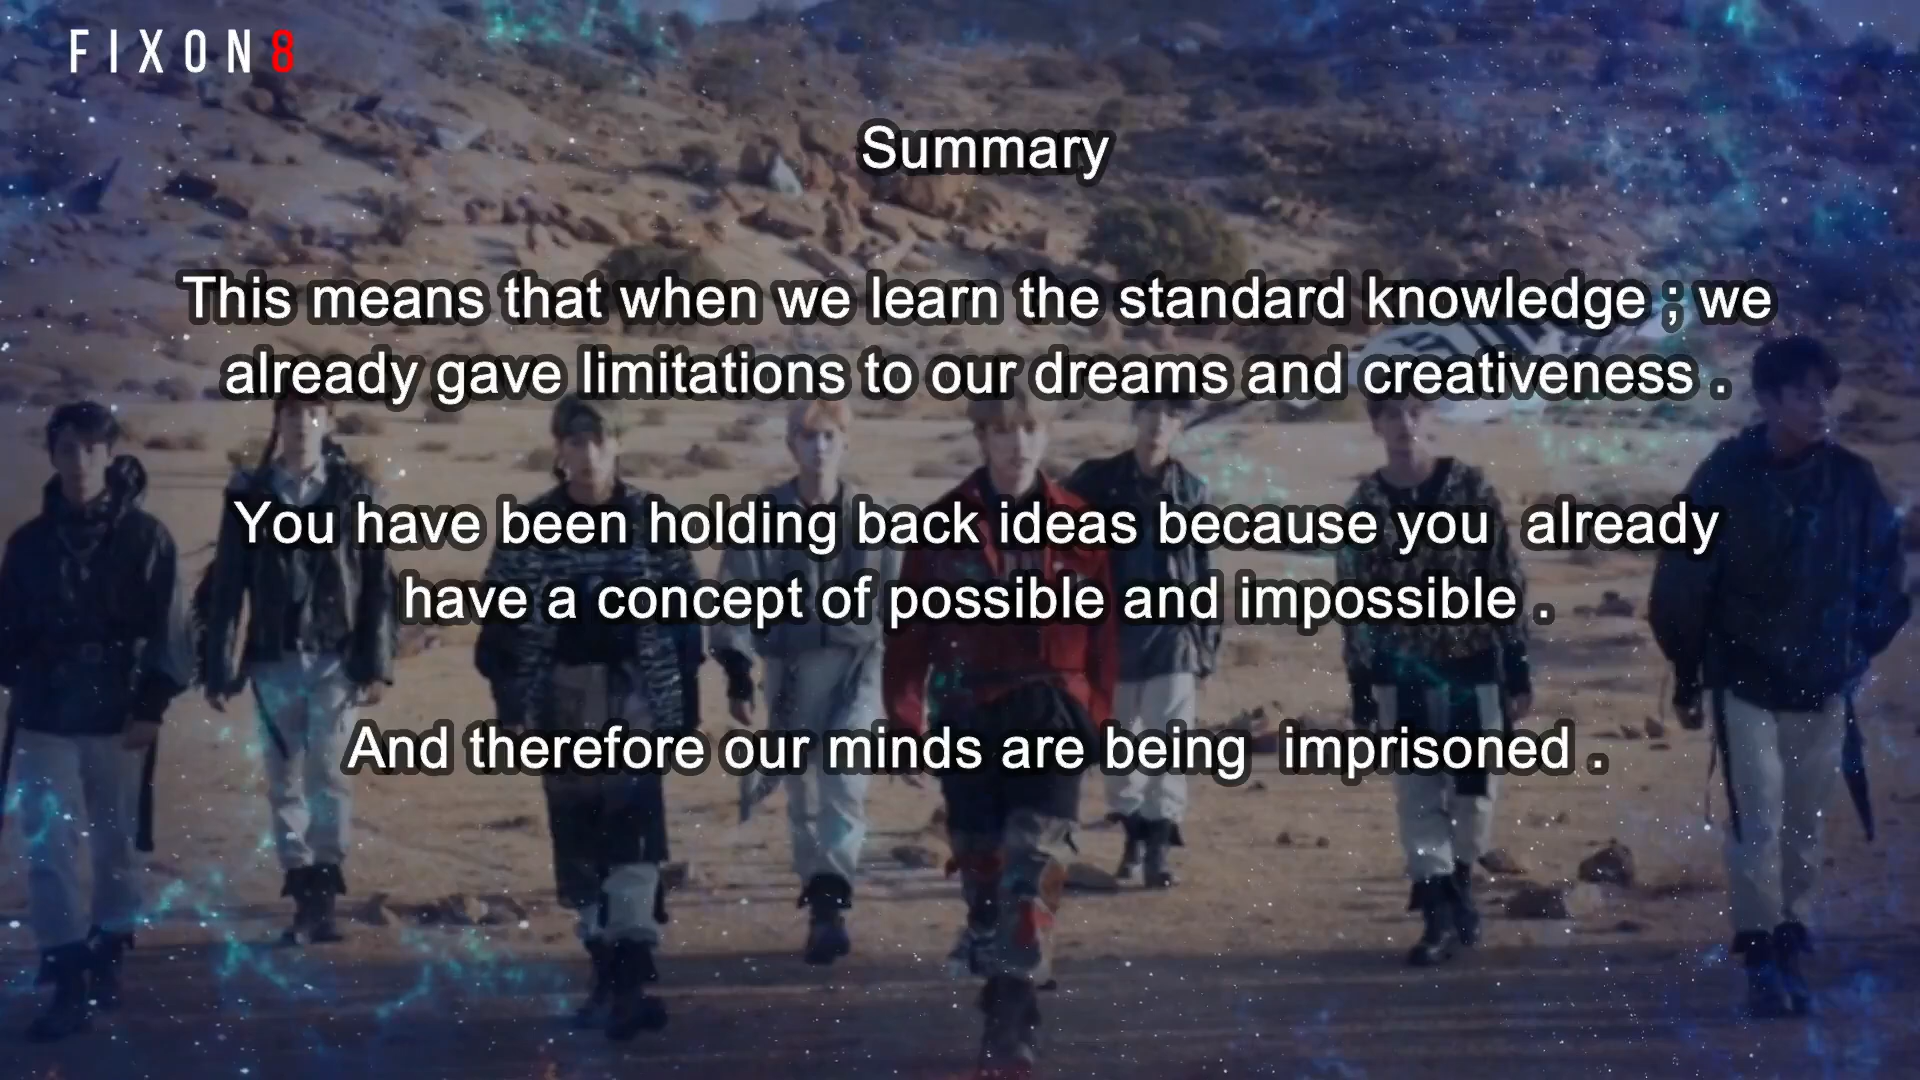 FIXON8
Summary
This means that when we learn the standard knowledge ; we
already gave limitations to our dreams and creativeness .
You have been holding back ideas because you  already
have a concept of possible and impossible .
And therefore our minds are being  imprisoned .